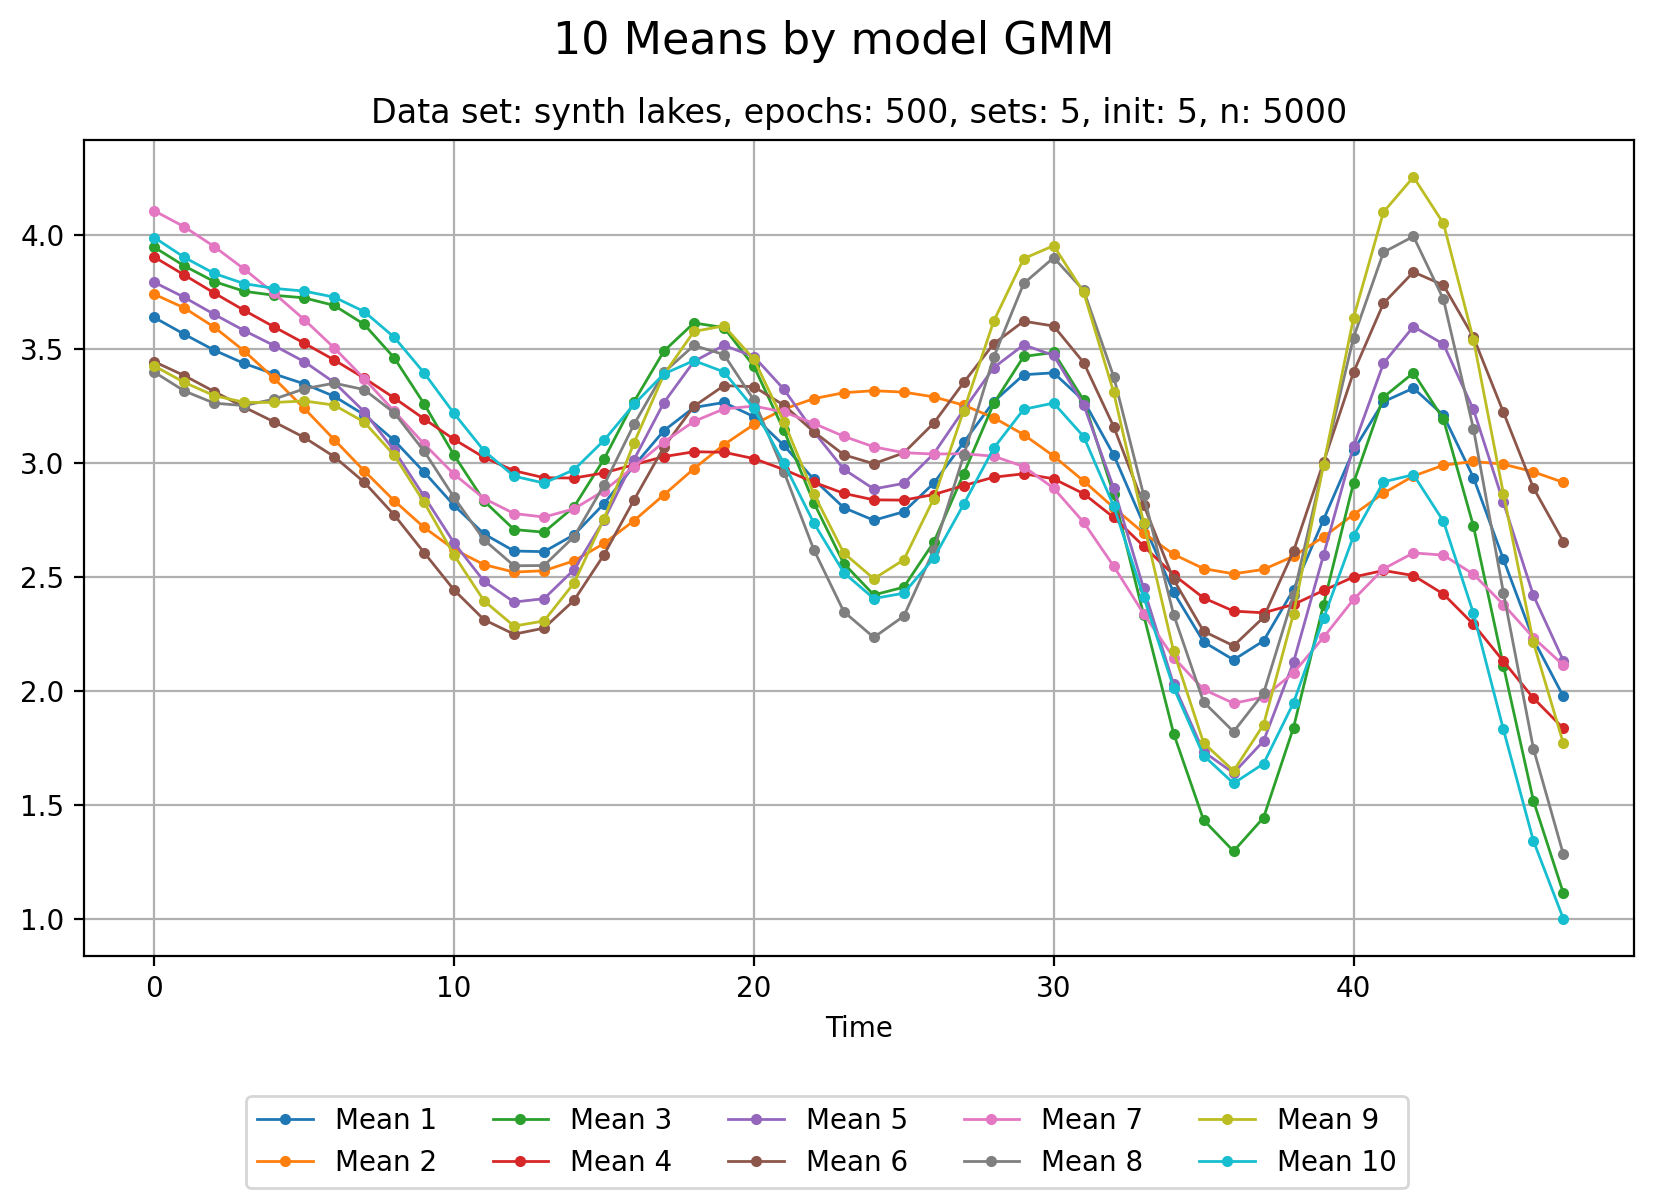 10 Means by model GMM
Data set: synth lakes, epochs: 500, sets: 5, init: 5, n: 5000
4.0
3.5
3.0
2.5
2.0
1.5
1.0
0 10 20 30 40
Time
Mean 1 Mean 3 Mean 5 Mean 7 Mean 9
Mean 2 Mean 4 Mean 6 Mean 8 Mean 10